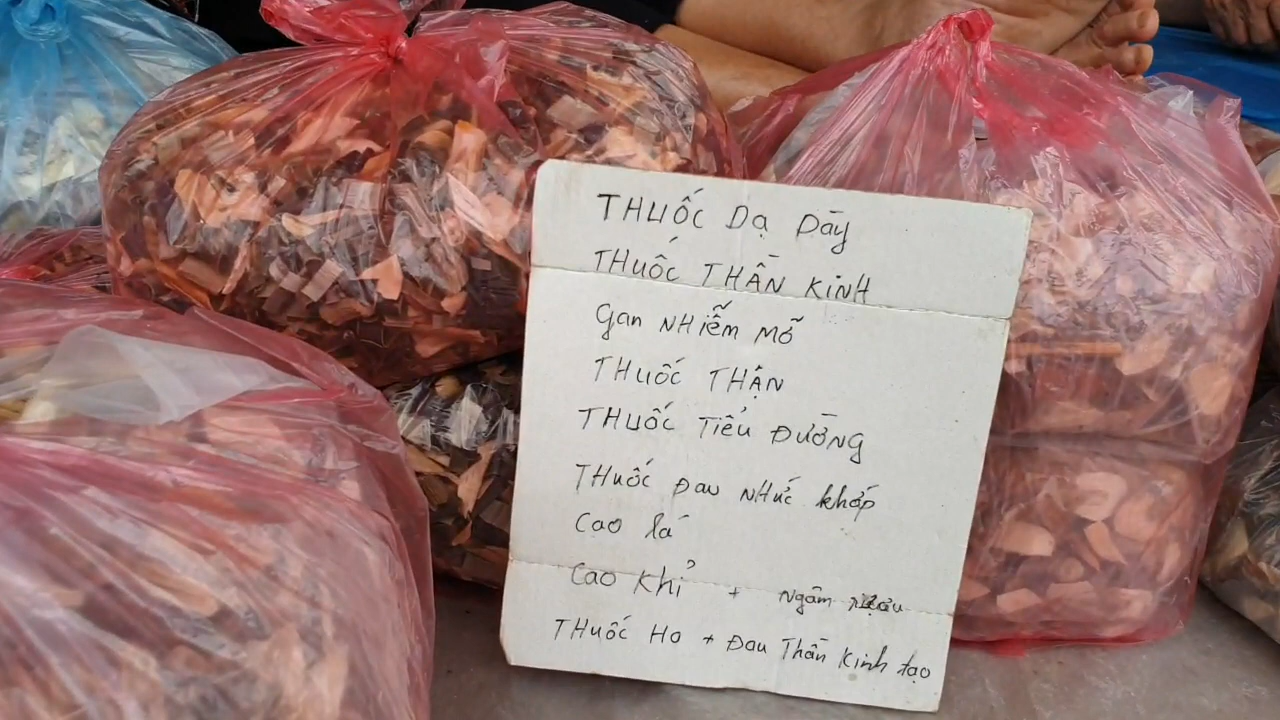 THUỐC Dạ Dày
THUỐC THẦN KINH
Gan NHIỄM Mỡ
THUỐC THẬN
THUỐC TIỂU ĐƯỜNG
THUỐC ĐAU NHỨC khớp
Cao lá
Cao KHỈ + Ngâm rượu
THUỐC Ho + Đau Thần Kinh tọa